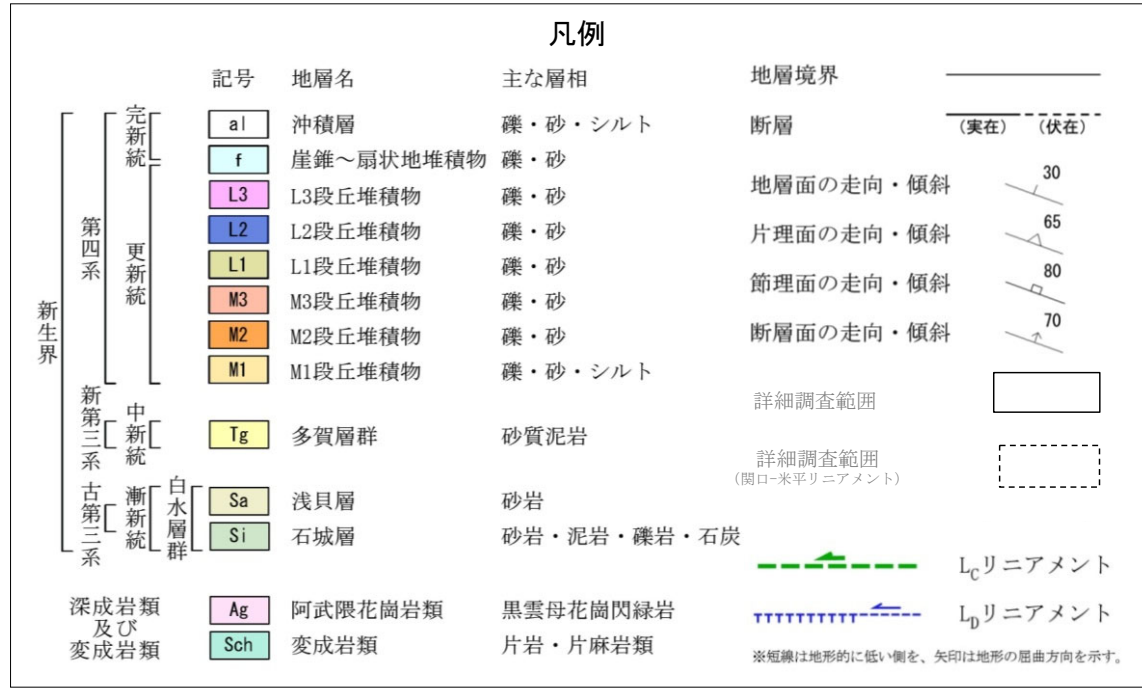 凡例
記号 地層名 主な層相
新生界
第四系
完新統
更新統
新第三系
中新統
古第三系
漸新統
白水層群
al 沖積層 礫・砂・シルト
f 崖錐～扇状地堆積物 礫・砂
L3 L3段丘堆積物 礫・砂
L2 L2段丘堆積物 礫・砂
L1 L1段丘堆積物 礫・砂
M3 M3段丘堆積物 礫・砂
M2 M2段丘堆積物 礫・砂
M1 M1段丘堆積物 礫・砂・シルト
Tg 多賀層群 砂質泥岩
Sa 浅貝層 砂岩
Si 石城層 砂岩・泥岩・礫岩・石炭
深成岩類
及び
変成岩類
Ag 阿武隈花崗岩類 黒雲母花崗閃緑岩
Sch 変成岩類 片岩・片麻岩類
地層境界
断層 (実在) (伏在)
地層面の走向・傾斜 30
片理面の走向・傾斜 65
節理面の走向・傾斜 80
断層面の走向・傾斜 70
詳細調査範囲
詳細調査範囲
(関口-米平リニアメント)
LCリニアメント
LDリニアメント
※短線は地形的に低い側を、矢印は地形の屈曲方向を示す。